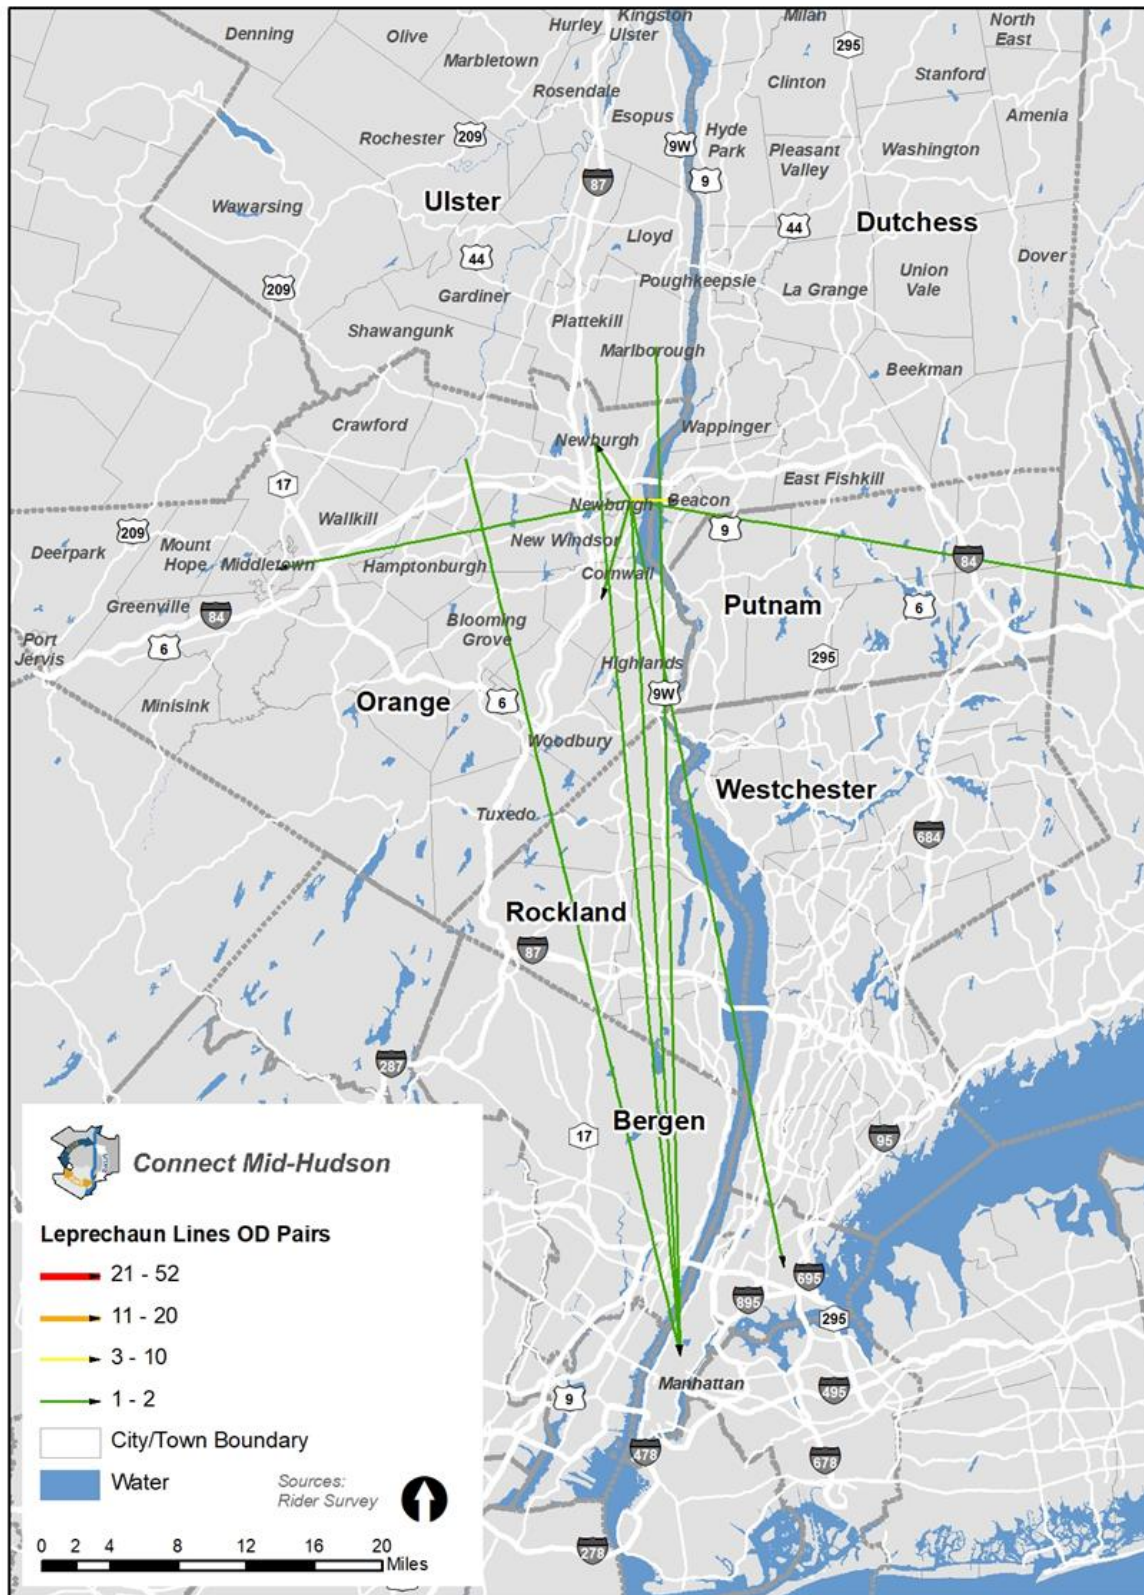 Kingston
Milan
North
East
Denning
Olive
Hurley
Ulster
295
Marbletown
Rosendale
Clinton
Stanford
Esopus
Amenia
Rochester
209
9W
Hyde
Park
Pleasant
Valley
Washington
87
9
Ulster
Wawarsing
Dutchess
44
Lloyd
44
Dover
Union
Vale
Poughkeepsie
La Grange
209
Gardiner
Plattekill
Shawangunk
Marlborough
Beekman
Crawford
Newburgh
Wappinger
17
East Fishkill
Newburgh
Beacon
Wallkill
209
9
Deerpark
Mount
Hope
New Windsor
Middletown
Hamptonburgh
Cornwall
84
Greenville
84
Putnam
6
Blooming
Grove
Port
Jervis
6
Highlands
295
Minisink
Orange
6
9W
Woodbury
Westchester
Tuxedo
684
Rockland
87
287
Bergen
17
95
695
895
295
Manhattan
495
9
478
678
278
Connect Mid-Hudson
Leprechaun Lines OD Pairs
21 - 52
11 - 20
3 - 10
1 - 2
City/Town Boundary
Water
Sources:
Rider Survey
0 2 4 8 12 16 20
Miles